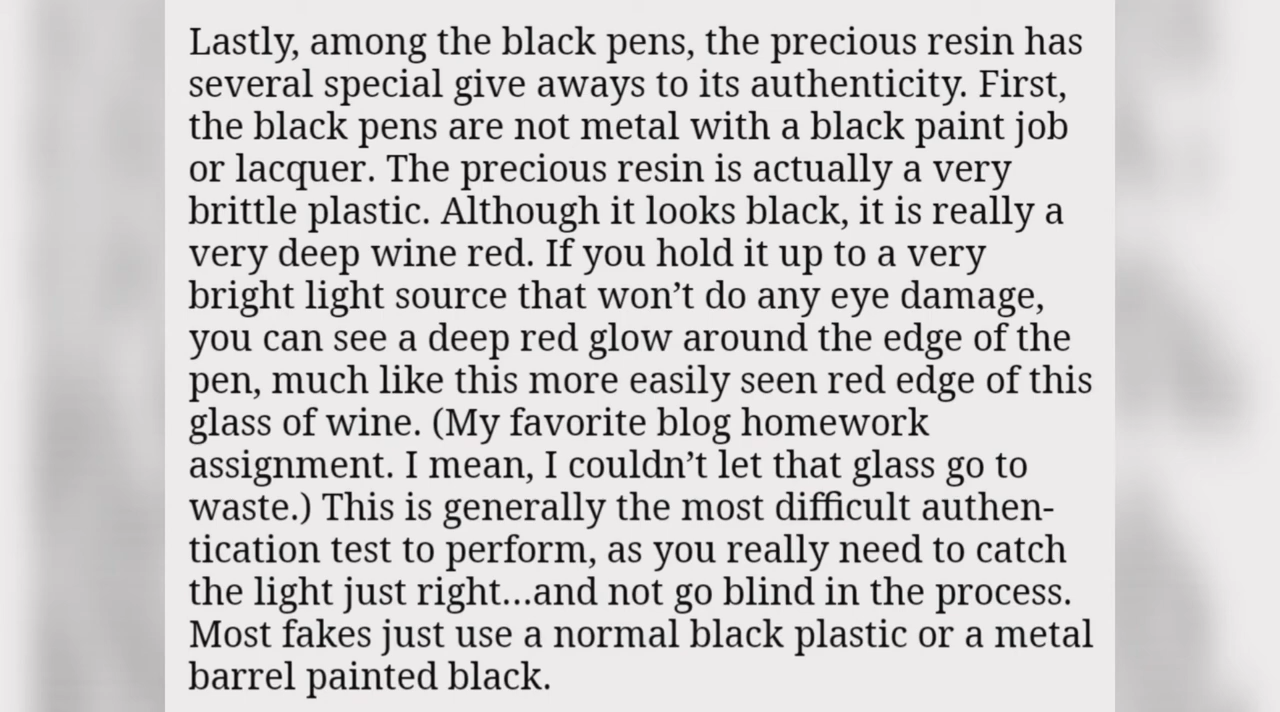 Lastly, among the black pens, the precious resin has
several special give aways to its authenticity. First,
the black pens are not metal with a black paint job
or lacquer. The precious resin is actually a very
brittle plastic. Although it looks black, it is really a
very deep wine red. If you hold it up to a very
bright light source that won’t do any eye damage,
you can see a deep red glow around the edge of the
pen, much like this more easily seen red edge of this
glass of wine. (My favorite blog homework
assignment. I mean, I couldn’t let that glass go to
waste.) This is generally the most difficult authen-
tication test to perform, as you really need to catch
the light just right…and not go blind in the process.
Most fakes just use a normal black plastic or a metal
barrel painted black.